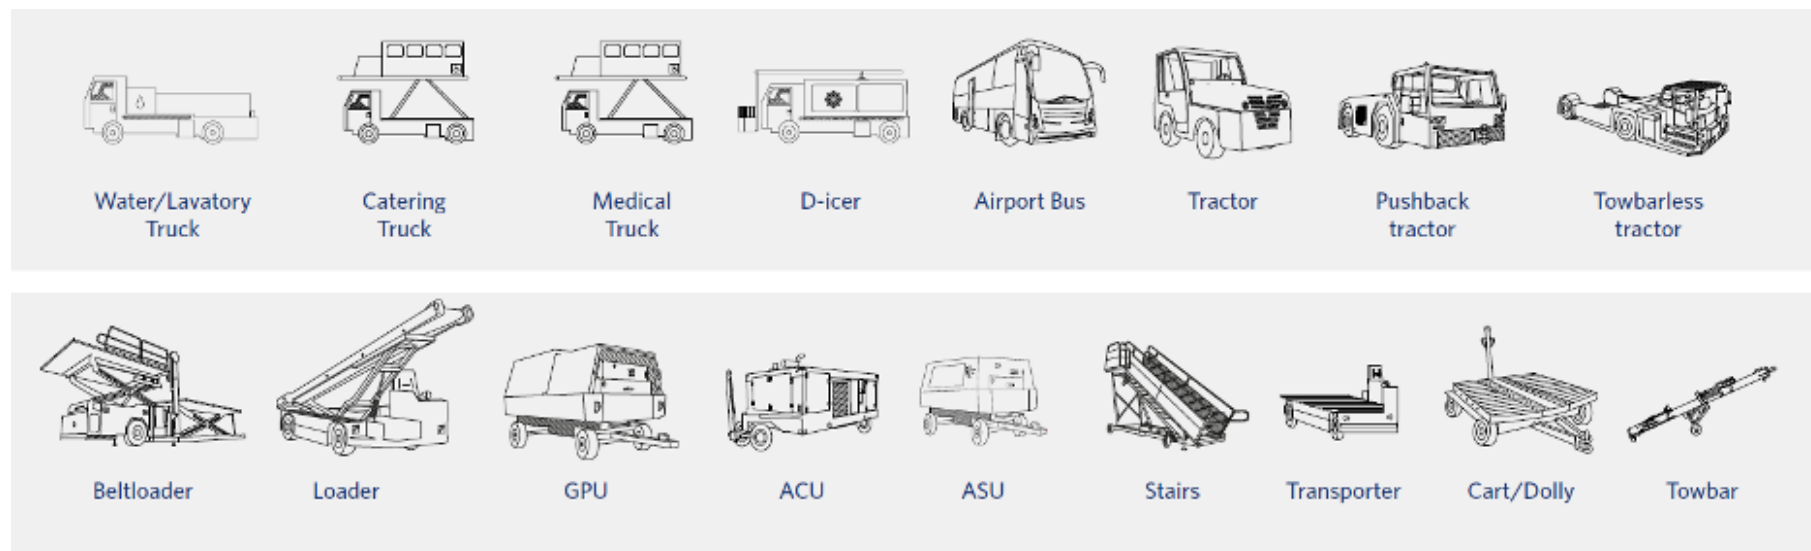 Water/Lavatory
Truck
Catering
Truck
Medical
Truck
D-icer
Airport Bus
Tractor
Pushback
tractor
Towbarless
tractor
Beltloader
Loader
GPU
ACU
ASU
Stairs
Transporter
Cart/Dolly
Towbar